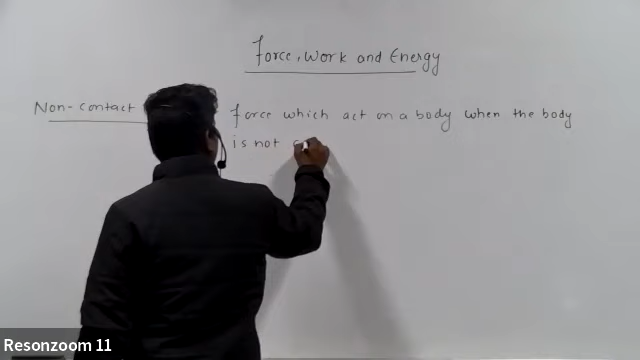 Force, Work and Energy
Non-contact
Force which act on a body when the body
is not
Resonzoom 11